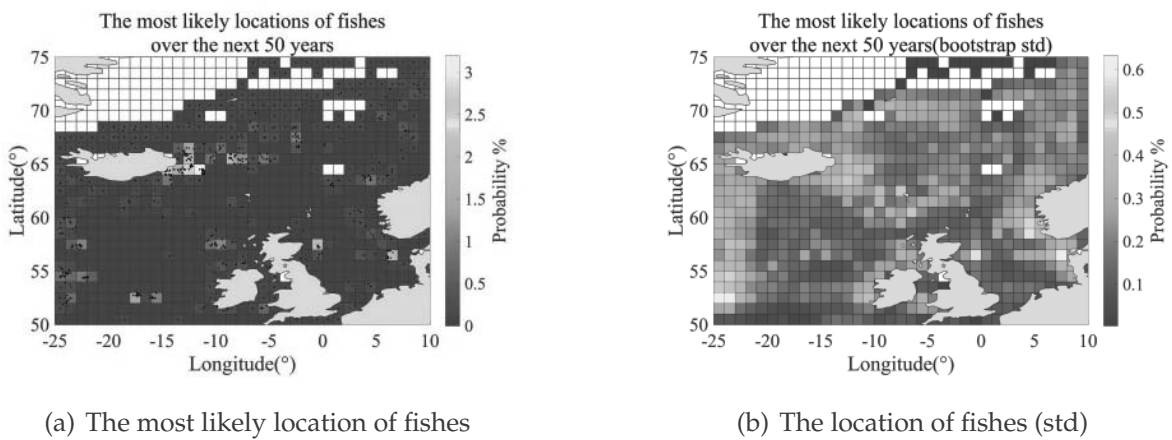 The most likely locations of fishes
over the next 50 years
75
70
65
60
55
50
Latitude(°)
-25 -20 -15 -10 -5 0 5 10
Longitude(°)
3
2.5
2
1.5
1
0.5
0
Probability %
(a) The most likely location of fishes
The most likely locations of fishes
over the next 50 years(bootstrap std)
75
70
65
60
55
50
Latitude(°)
-25 -20 -15 -10 -5 0 5 10
Longitude(°)
0.6
0.5
0.4
0.3
0.2
0.1
Probability %
(b) The location of fishes (std)